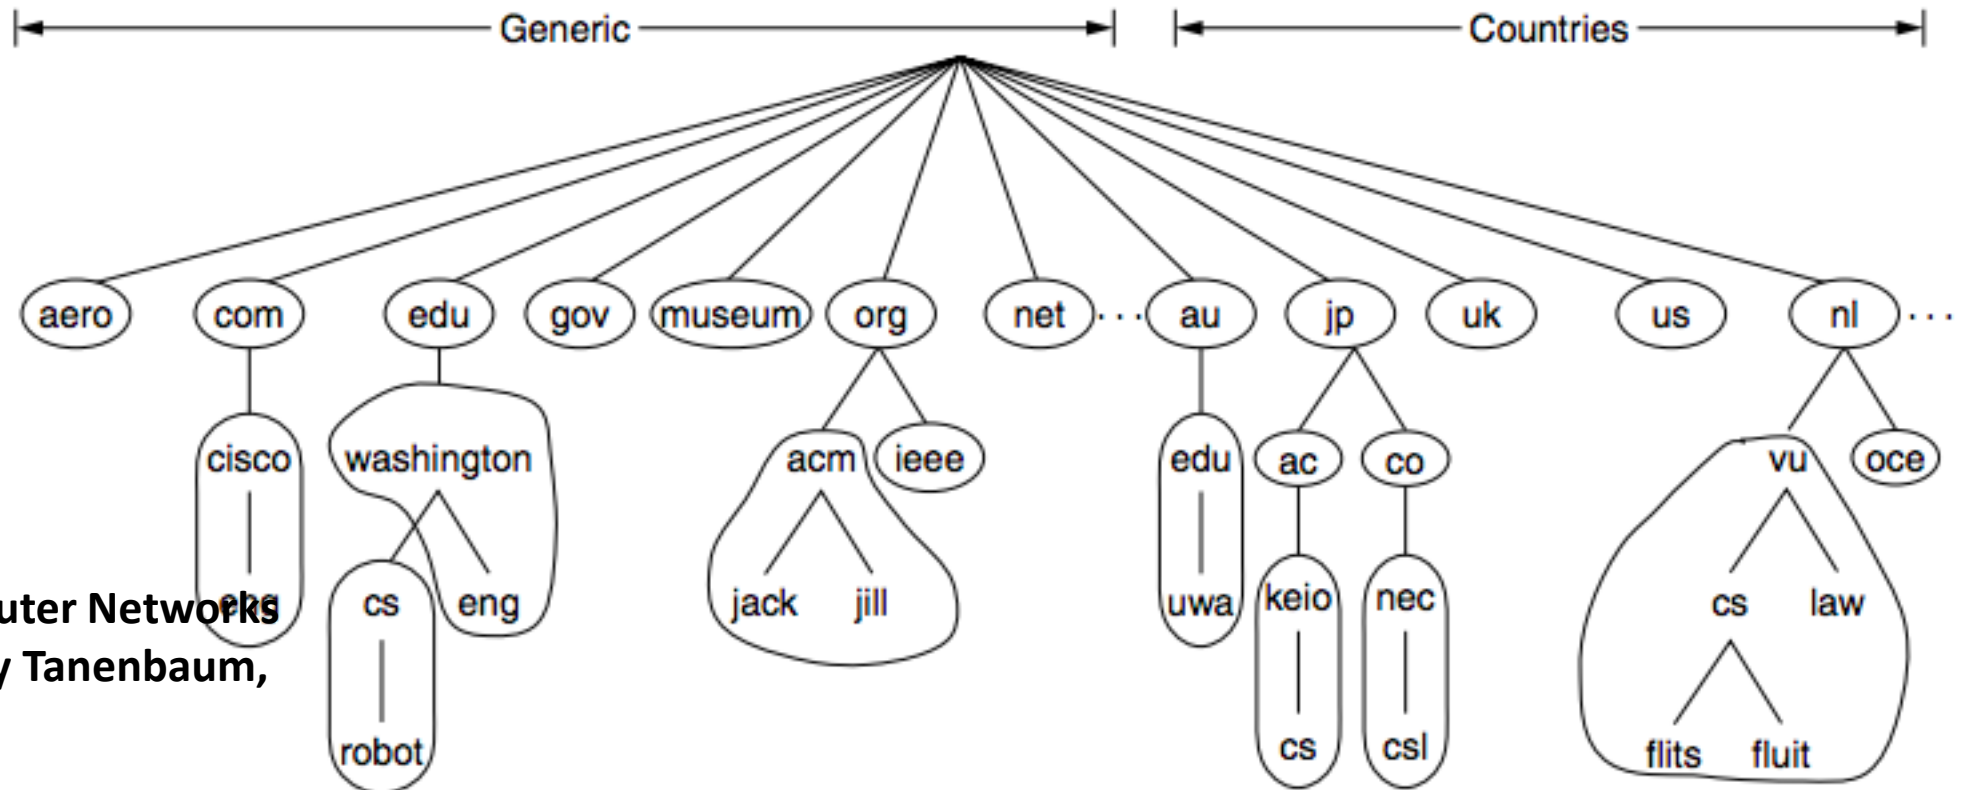 Generic Countries
aero com edu gov museum org net ... au jp uk us nl ...
cisco washington acm ieee edu ac co vu oce
eng cs eng jack jill uwa keio nec cs law
uter Networks
y Tanenbaum,
robot cs csl flits fluit